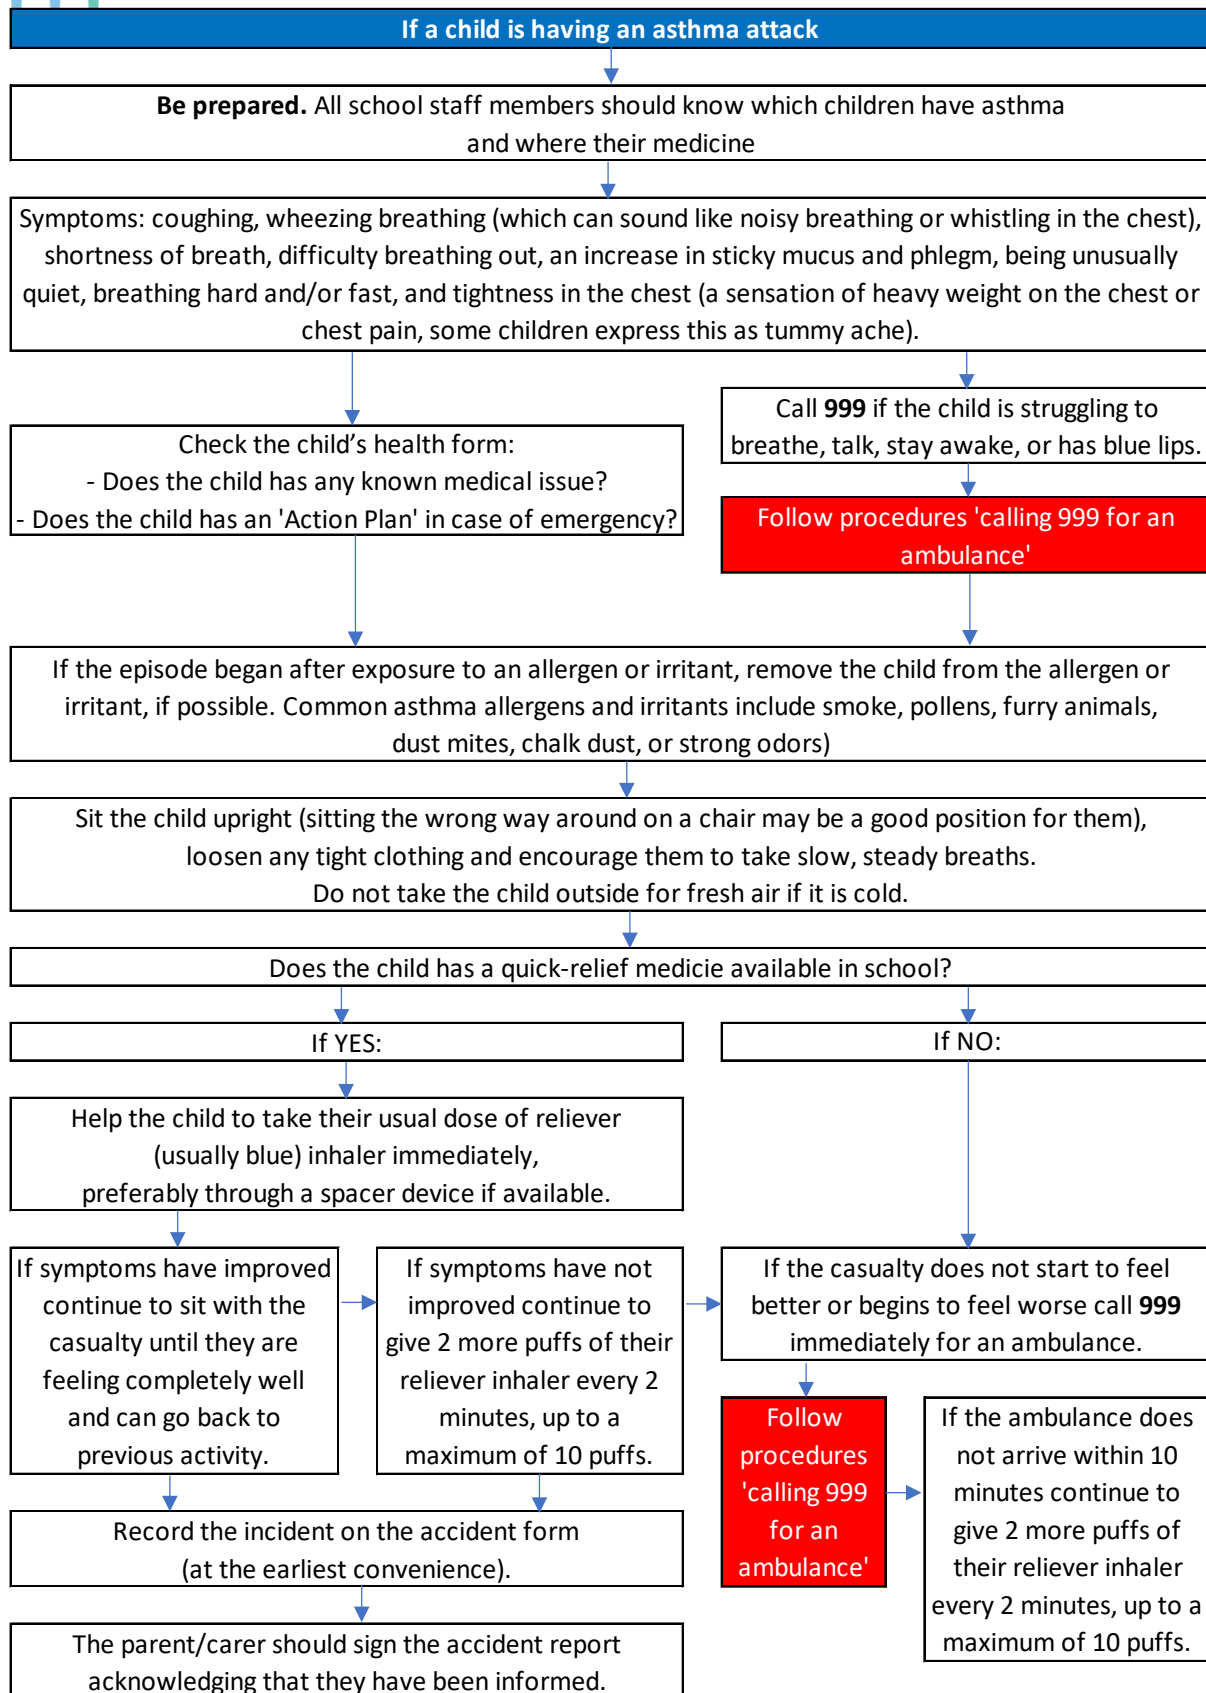 If a child is having an asthma attack
Be prepared. All school staff members should know which children have asthma
and where their medicine
Symptoms: coughing, wheezing breathing (which can sound like noisy breathing or whistling in the chest),
shortness of breath, difficulty breathing out, an increase in sticky mucus and phlegm, being unusually
quiet, breathing hard and/or fast, and tightness in the chest (a sensation of heavy weight on the chest or
chest pain, some children express this as tummy ache).
Check the child's health form:
- Does the child has any known medical issue?
- Does the child has an 'Action Plan' in case of emergency?
Call 999 if the child is struggling to
breathe, talk, stay awake, or has blue lips.
Follow procedures 'calling 999 for an
ambulance'
If the episode began after exposure to an allergen or irritant, remove the child from the allergen or
irritant, if possible. Common asthma allergens and irritants include smoke, pollens, furry animals,
dust mites, chalk dust, or strong odors)
Sit the child upright (sitting the wrong way around on a chair may be a good position for them),
loosen any tight clothing and encourage them to take slow, steady breaths.
Do not take the child outside for fresh air if it is cold.
Does the child has a quick-relief medicie available in school?
If YES:
If NO:
Help the child to take their usual dose of reliever
(usually blue) inhaler immediately,
preferably through a spacer device if available.
If symptoms have improved
continue to sit with the
casualty until they are
feeling completely well
and can go back to
previous activity.
If symptoms have not
improved continue to
give 2 more puffs of their
reliever inhaler every 2
minutes, up to a
maximum of 10 puffs.
If the casualty does not start to feel
better or begins to feel worse call 999
immediately for an ambulance.
Follow
procedures
'calling 999
for an
ambulance'
If the ambulance does
not arrive within 10
minutes continue to
give 2 more puffs of
their reliever inhaler
every 2 minutes, up to a
maximum of 10 puffs.
Record the incident on the accident form
(at the earliest convenience).
The parent/carer should sign the accident report
acknowledging that they have been informed.